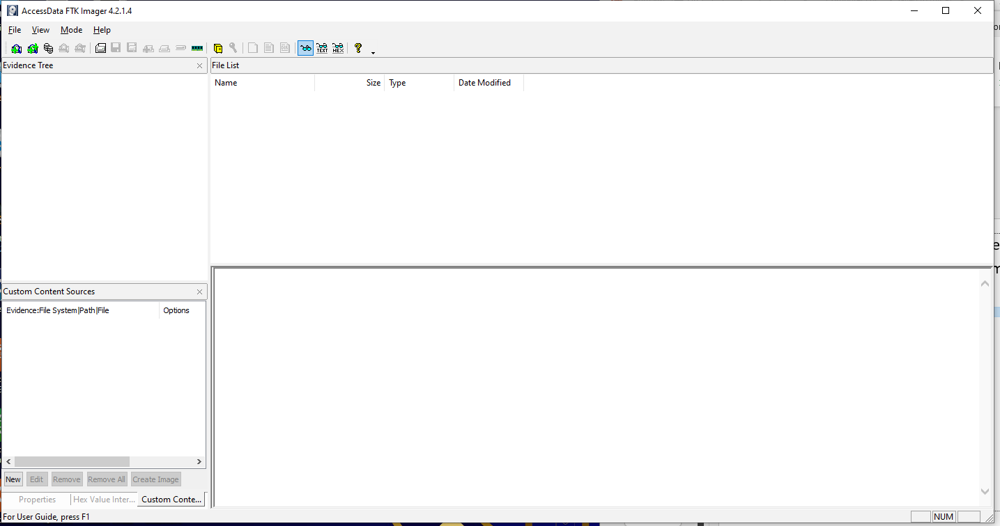 AccessData FTK Imager 4.2.1.4
File View Mode Help
TEXT HEX
Evidence Tree
File List
Name Size Type Date Modified
Custom Content Sources
Evidence:File System|Path|File Options
New Edit Remove Remove All Create Image
Properties Hex Value Inter... Custom Conte...
For User Guide, press F1
NUM